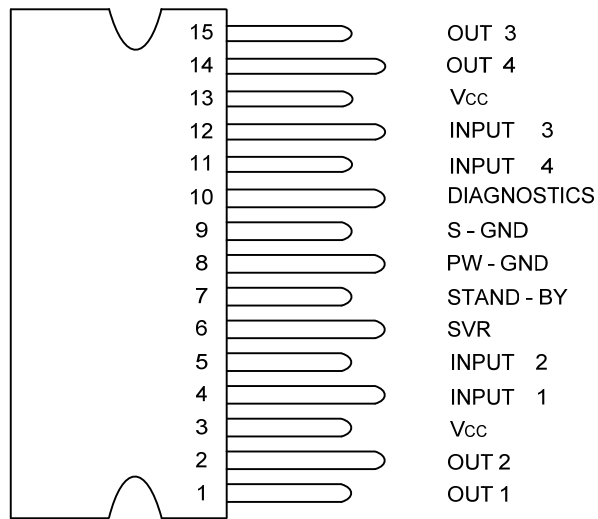 15 OUT 3
14 OUT 4
13 Vcc
12 INPUT 3
11 INPUT 4
10 DIAGNOSTICS
9 S - GND
8 PW - GND
7 STAND - BY
6 SVR
5 INPUT 2
4 INPUT 1
3 Vcc
2 OUT 2
1 OUT 1